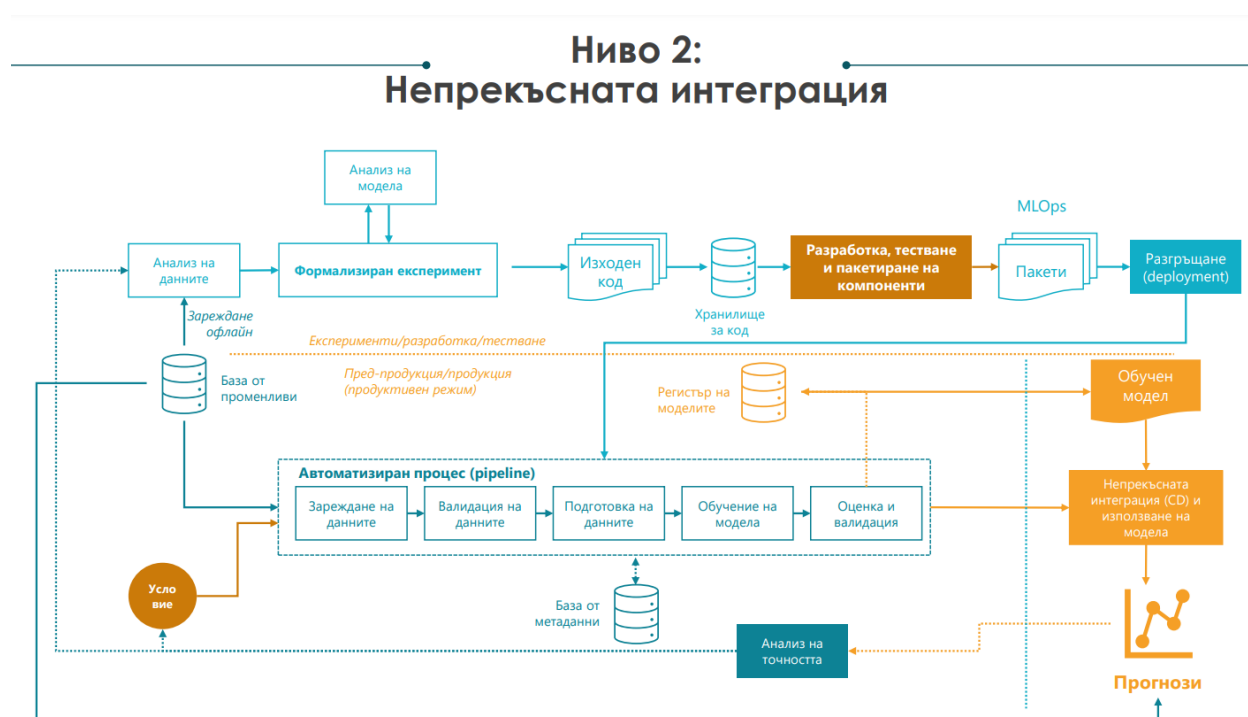 Ниво 2:
Непрекъсната интеграция
Анализ на
модела
MLOps
Анализ на
данните
Формализиран експеримент
Изходен
код
Хранилище
за код
Разработка, тестване
и пакетиране на
компоненти
Пакети
Разгръщане
(deployment)
Зареждане
офлайн
Експерименти/разработка/тестване
База от
променливи
Пред-продукция/продукция
(продуктивен режим)
Регистър на
моделите
Обучен
модел
Автоматизиран процес (pipeline)
Зареждане на
данните
Валидация на
данните
Подготовка на
данните
Обучение на
модела
Оценка и
валидация
Непрекъсната
интеграция (CD) и
използване на
модела
Усло
вие
База от
метаданни
Анализ на
точността
Прогнози